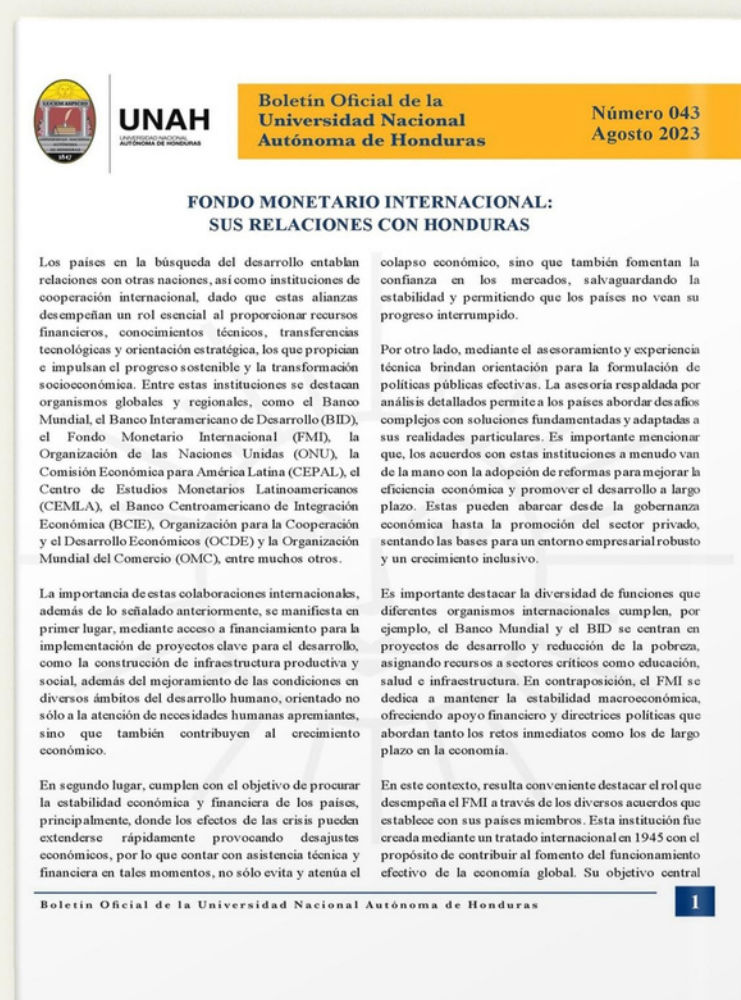 LUCEM ASPICIO
1847
UNAH
UNIVERSIDAD NACIONAL
AUTÓNOMA DE HONDURAS
Boletín Oficial de la
Universidad Nacional
Autónoma de Honduras
Número 043
Agosto 2023
FONDO MONETARIO INTERNACIONAL:
SUS RELACIONES CON HONDURAS
Los países en la búsqueda del desarrollo entablan
relaciones con otras naciones, así como instituciones de
cooperación internacional, dado que estas alianzas
desempeñan un rol esencial al proporcionar recursos
financieros, conocimientos técnicos, transferencias
tecnológicas y orientación estratégica, los que propician
e impulsan el progreso sostenible y la transformación
socioeconómica. Entre estas instituciones se destacan
organismos globales y regionales, como el Banco
Mundial, el Banco Interamericano de Desarrollo (BID),
el Fondo Monetario Internacional (FMI), la
Organización de las Naciones Unidas (ONU), la
Comisión Económica para América Latina (CEPAL), el
Centro de Estudios Monetarios Latinoamericanos
(CEMLA), el Banco Centroamericano de Integración
Económica (BCIE), Organización para la Cooperación
y el Desarrollo Económicos (OCDE) y la Organización
Mundial del Comercio (OMC), entre muchos otros.
La importancia de estas colaboraciones internacionales,
además de lo señalado anteriormente, se manifiesta en
primer lugar, mediante acceso a financiamiento para la
implementación de proyectos clave para el desarrollo,
como la construcción de infraestructura productiva y
social, además del mejoramiento de las condiciones en
diversos ámbitos del desarrollo humano, orientado no
sólo a la atención de necesidades humanas apremiantes,
sino que también contribuyen al crecimiento
económico.
En segundo lugar, cumplen con el objetivo de procurar
la estabilidad económica y financiera de los países,
principalmente, donde los efectos de las crisis pueden
extenderse rápidamente provocando desajustes
económicos, por lo que contar con asistencia técnica y
financiera en tales momentos, no sólo evita y atenúa el
colapso económico, sino que también fomentan la
confianza en los mercados, salvaguardando la
estabilidad y permitiendo que los países no vean su
progreso interrumpido.
Por otro lado, mediante el asesoramiento y experiencia
técnica brindan orientación para la formulación de
políticas públicas efectivas. La asesoría respaldada por
análisis detallados permite a los países abordar desafíos
complejos con soluciones fundamentadas y adaptadas a
sus realidades particulares. Es importante mencionar
que, los acuerdos con estas instituciones a menudo van
de la mano con la adopción de reformas para mejorar la
eficiencia económica y promover el desarrollo a largo
plazo. Estas pueden abarcar desde la gobernanza
económica hasta la promoción del sector privado,
sentando las bases para un entorno empresarial robusto
y un crecimiento inclusivo.
Es importante destacar la diversidad de funciones que
diferentes organismos internacionales cumplen, por
ejemplo, el Banco Mundial y el BID se centran en
proyectos de desarrollo y reducción de la pobreza,
asignando recursos a sectores críticos como educación,
salud e infraestructura. En contraposición, el FMI se
dedica a mantener la estabilidad macroeconómica,
ofreciendo apoyo financiero y directrices políticas que
abordan tanto los retos inmediatos como los de largo
plazo en la economía.
En este contexto, resulta conveniente destacar el rol que
desempeña el FMI a través de los diversos acuerdos que
establece con sus países miembros. Esta institución fue
creada mediante un tratado internacional en 1945 con el
propósito de contribuir al fomento del funcionamiento
efectivo de la economía global. Su objetivo central
Boletín Oficial de la Universidad Nacional Autónoma de Honduras
1